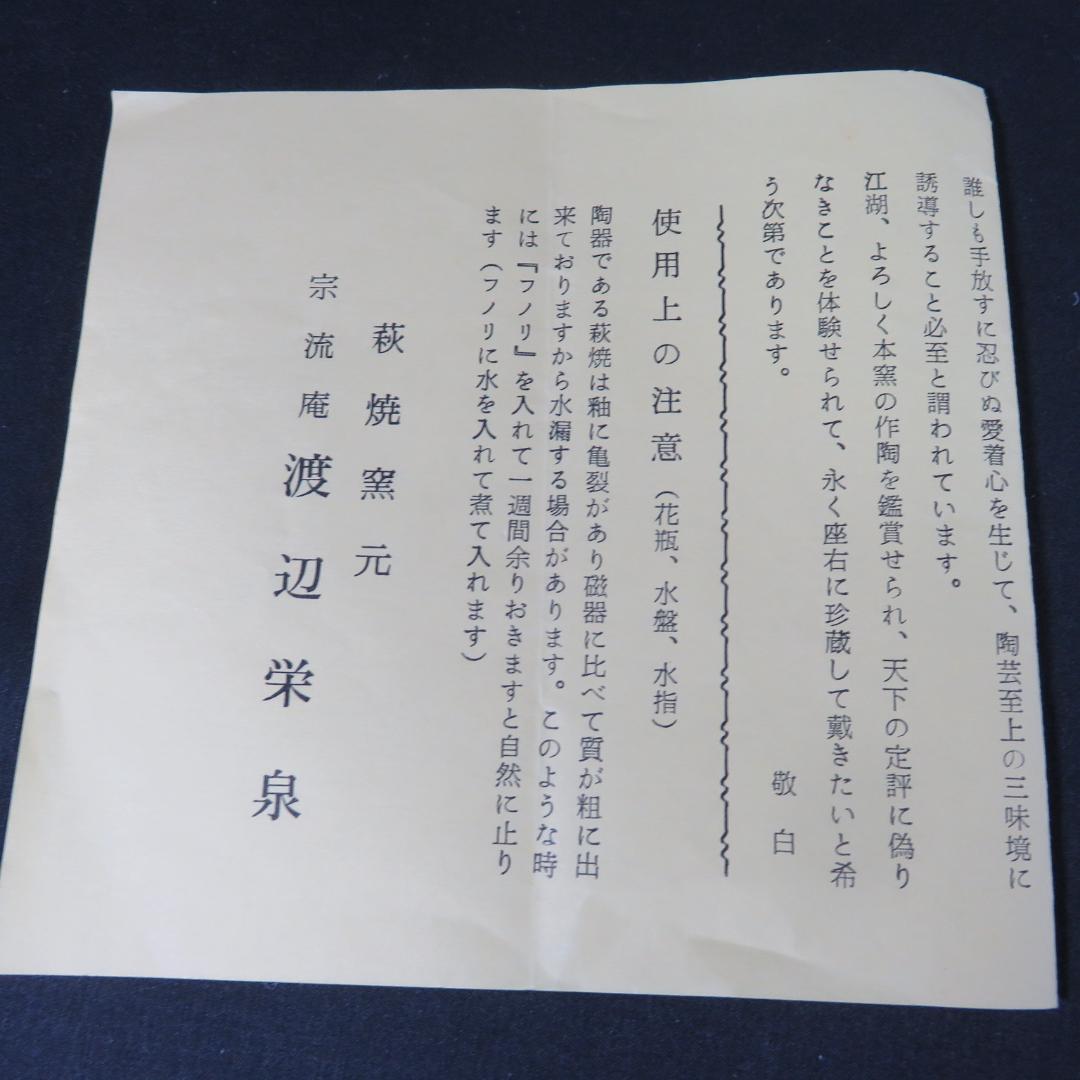 誰しも手放すに忍びぬ愛着心を生じて、陶芸至上の三味境に
誘導すること必至と謂われています。
江湖、よろしく本窯の作陶を鑑賞せられ、天下の定評に偽り
なきことを体験せられて、永く座右に珍蔵して戴きたいと希
う次第であります。
敬白
使用上の注意（花瓶、水盤、水指）
陶器である萩焼は釉に亀裂があり磁器に比べて質が粗に出
来ておりますから水漏する場合があります。このような時
には『フノリ』を入れて一週間余りおきますと自然に止り
ます（フノリに水を入れて煮て入れます）
萩焼窯元
宗流庵渡辺栄泉